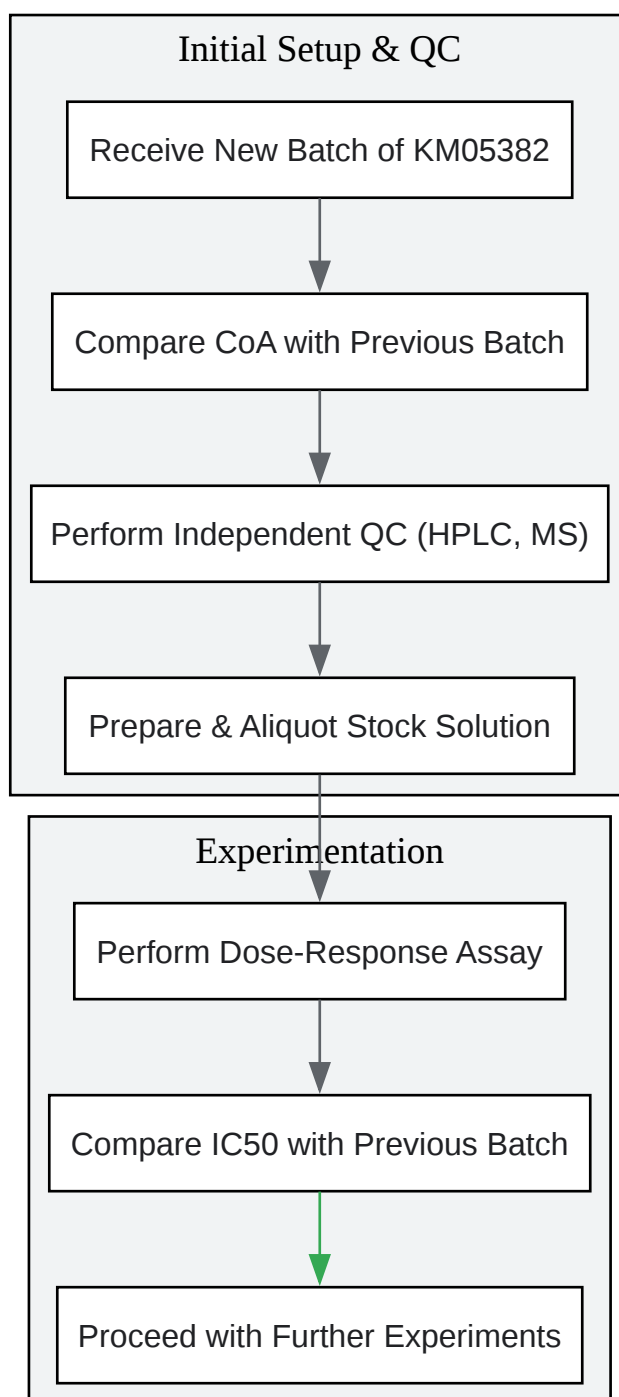 Initial Setup & QC
Receive New Batch of KM05382
Compare CoA with Previous Batch
Perform Independent QC (HPLC, MS)
Prepare & Aliquot Stock Solution
Experimentation
Perform Dose-Response Assay
Compare IC50 with Previous Batch
Proceed with Further Experiments